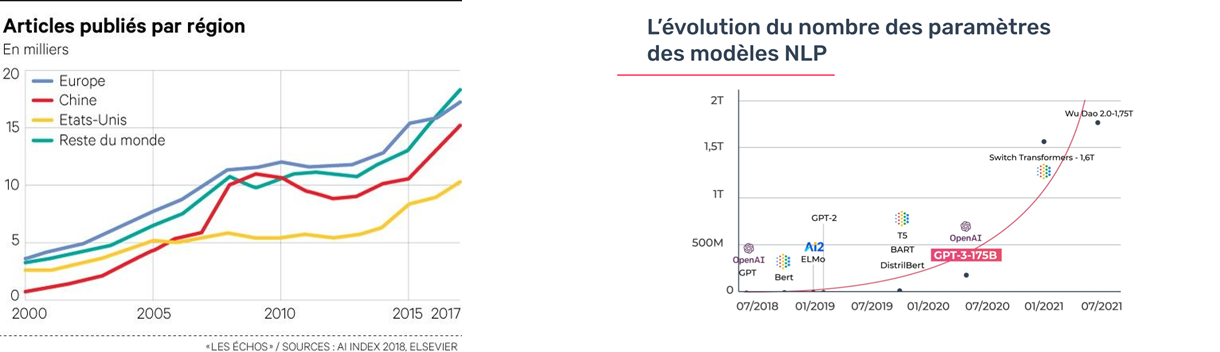 Articles publiés par région
En milliers
20
15
10
5
0
Europe
Chine
Etats-Unis
Reste du monde
2000
2005
2010
2015
2017
«LES ÉCHOS» / SOURCES : AI INDEX 2018, ELSEVIER
L'évolution du nombre des paramètres
des modèles NLP
2T
1,5T
1T
500M
0
Wu Dao 2.0-1,75T
Switch Transformers - 1,6T
GPT-2
OpenAI
GPT
Bert
AI2
ELMo
T5
BART
DistrilBert
OpenAI
GPT-3-175B
07/2018
01/2019
07/2019
01/2020
07/2020
01/2021
07/2021